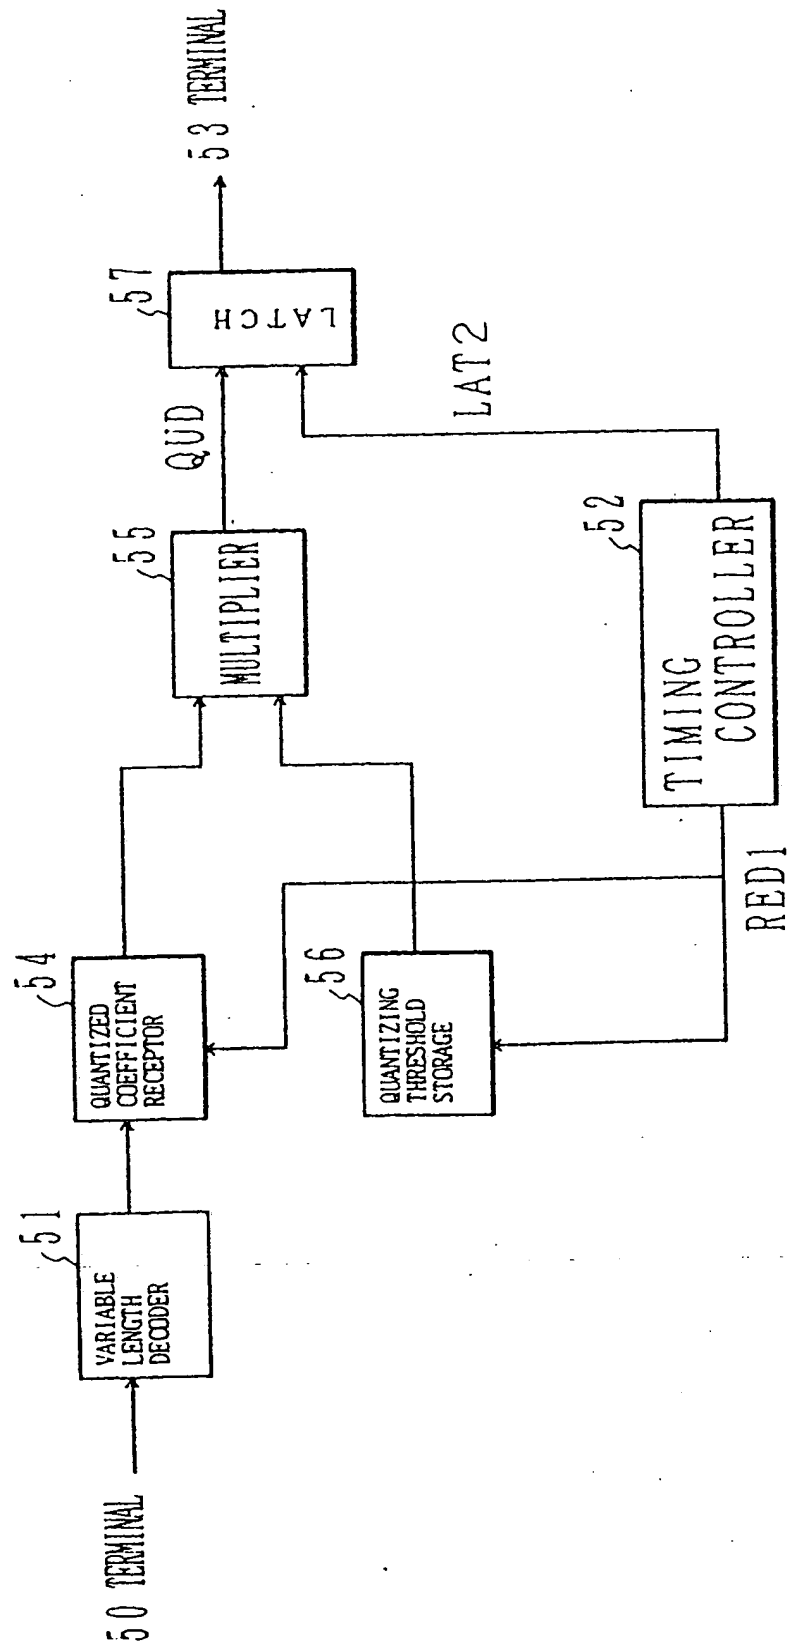 50 TERMINAL
51
VARIABLE
LENGTH
DECODER
54
QUANTIZED
COEFFICIENT
RECEPTOR
56
QUANTIZING
THRESHOLD
STORAGE
55
MULTIPLIER
QUD
57
LATCH
53 TERMINAL
LAT2
52
TIMING
CONTROLLER
RED1